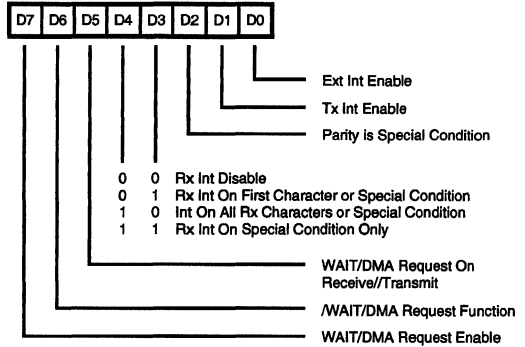 D7 D6 D5 D4 D3 D2 D1 D0
Ext Int Enable
Tx Int Enable
Parity is Special Condition
0 0 Rx Int Disable
0 1 Rx Int On First Character or Special Condition
1 0 Int On All Rx Characters or Special Condition
1 1 Rx Int On Special Condition Only
WAIT/DMA Request On
Receive//Transmit
/WAIT/DMA Request Function
WAIT/DMA Request Enable